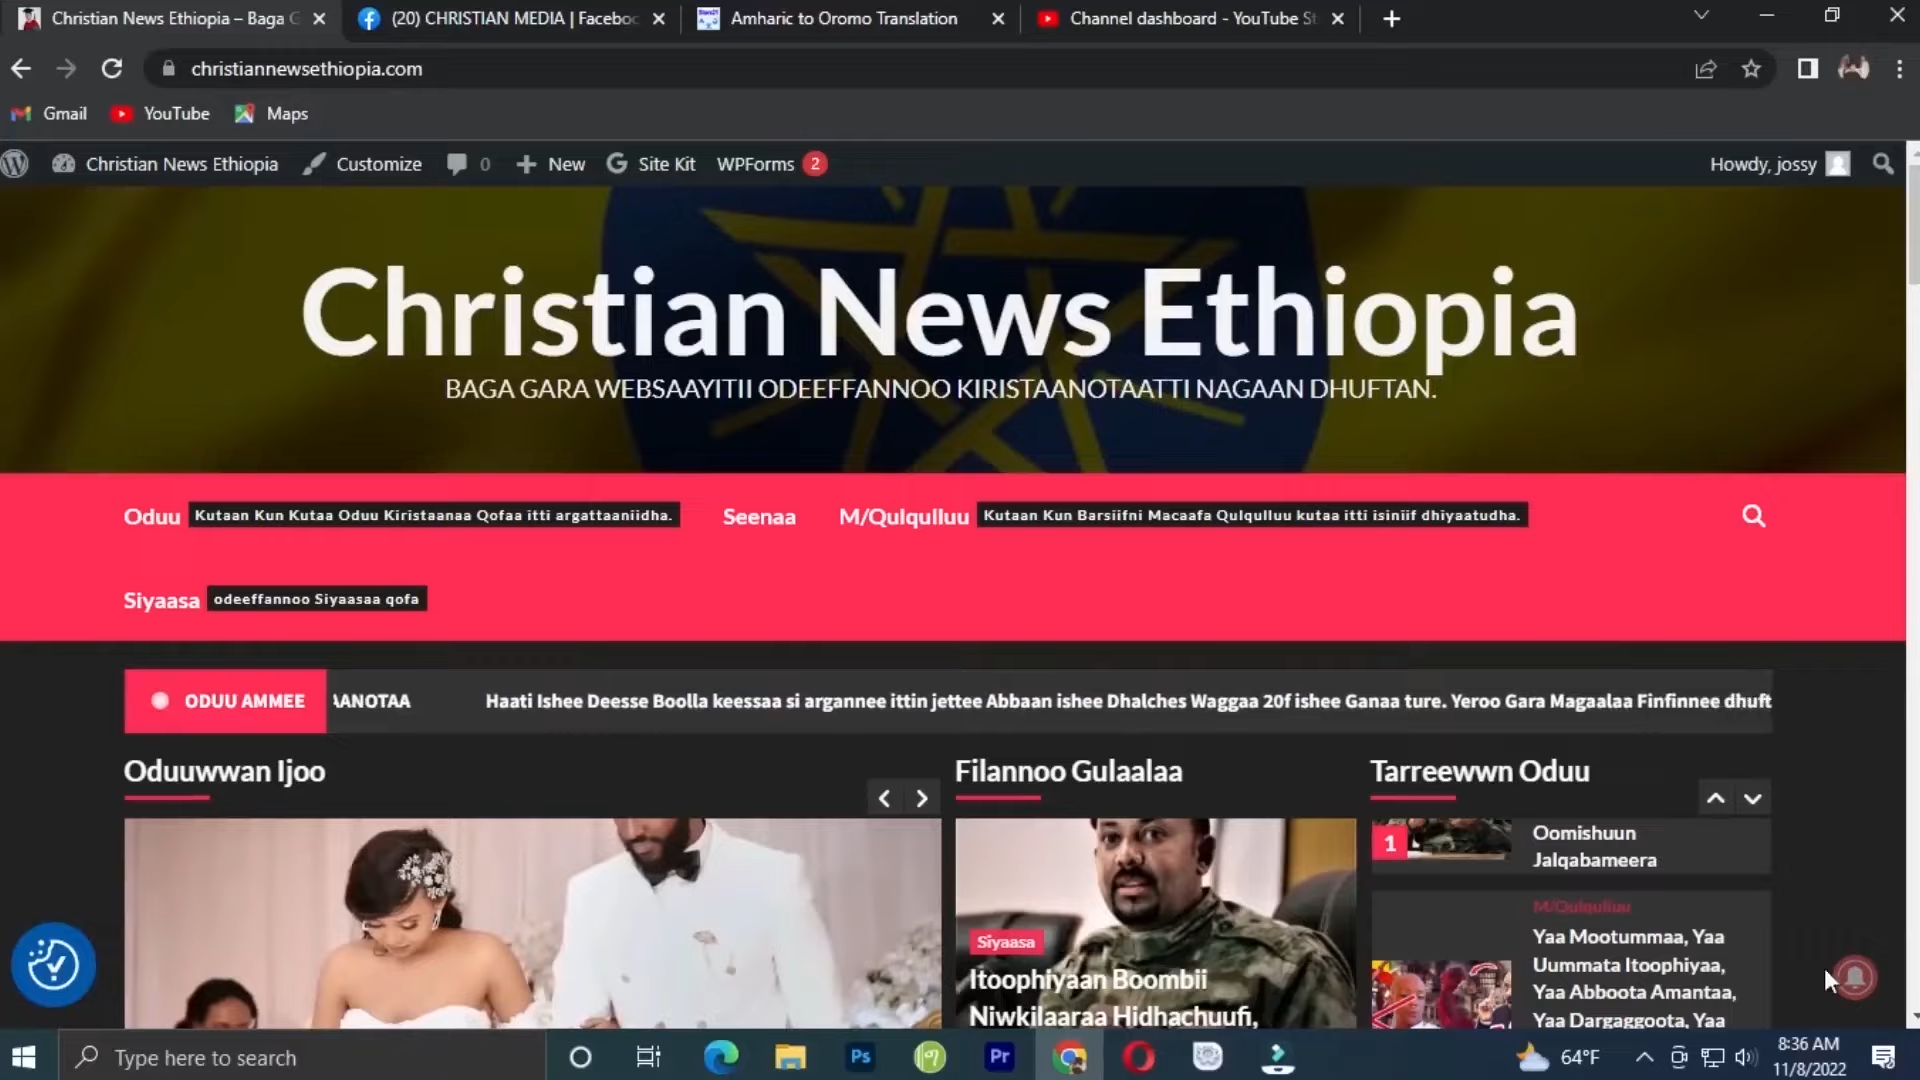 Christian News Ethiopia – Baga G
(20) CHRISTIAN MEDIA | Faceboo
Amharic to Oromo Translation
Channel dashboard - YouTube St
christiannewsethiopia.com
Gmail
YouTube
Maps
Christian News Ethiopia
Customize
0
New
Site Kit
WPForms
2
Howdy, jossy
Christian News Ethiopia
BAGA GARA WEBSAAYITII ODEEFFANNOO KIRISTAANOTAATTI NAGAAN DHUFTAN.
Oduu Kutaan Kun Kutaa Oduu Kiristaanaa Qofaa itti argattaaniidha.
Seenaa
M/Qulqulluu Kutaan Kun Barsiifni Macaafa Qulqulluu kutaa itti isiniif dhiyaatudha.
Siyaasa odeeffannoo Siyaasaa qofa
ODUU AMMEE
AANOTAA
Haati Ishee Deesse Boolla keessaa si argannee ittin jettee Abbaan ishee Dhalches Waggaa 20f ishee Ganaa ture. Yeroo Gara Magaalaa Finfinnee dhuft
Oduuwwan Ijoo
Filannoo Gulaalaa
Siyaasa
Itoophiyaan Boombii
Niwkilaaraa Hidhachuufi,
Tarreewwn Oduu
1
Oomishuun
Jalqabameera
M/Qulqulluu
Yaa Mootummaa, Yaa
Uummata Itoophiyaa,
Yaa Abboota Amantaa,
Yaa Dargaggoota, Yaa
Type here to search
Ps
Pr
64°F
8:36 AM
11/8/2022